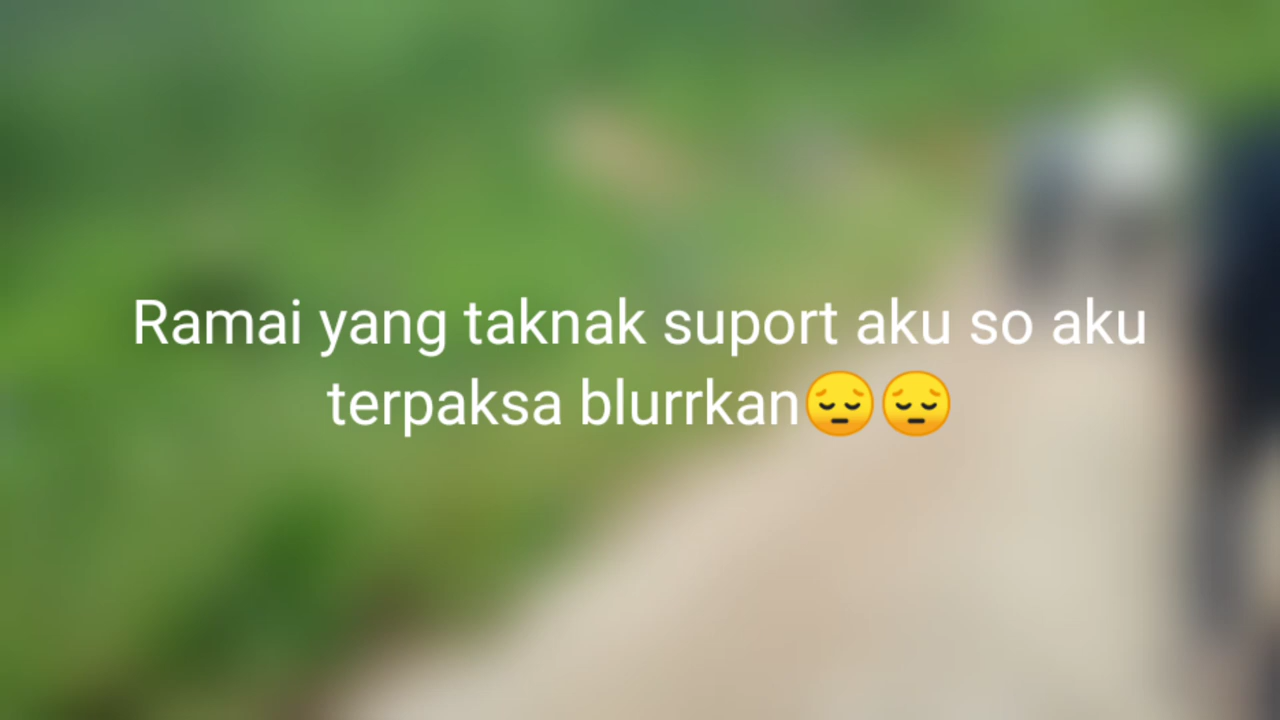 Ramai yang taknak suport aku so aku
terpaksa blurrkan😔😔